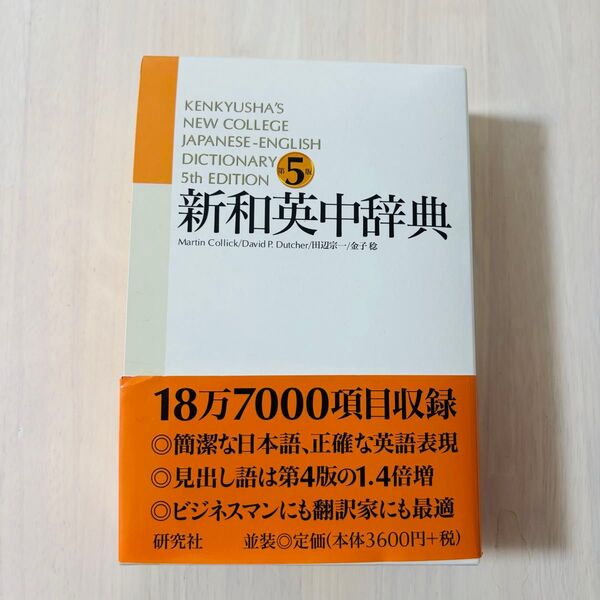 KENKYUSHA'S
NEW COLLEGE
JAPANESE-ENGLISH
DICTIONARY
5th EDITION
第5版
新和英中辞典
Martin Collick/David P. Dutcher/田辺宗一/金子 稔
18万7000項目収録
◎簡潔な日本語、正確な英語表現
◎見出し語は第4版の1.4倍増
◎ビジネスマンにも翻訳家にも最適
研究社 並装◎定価(本体3600円+税)